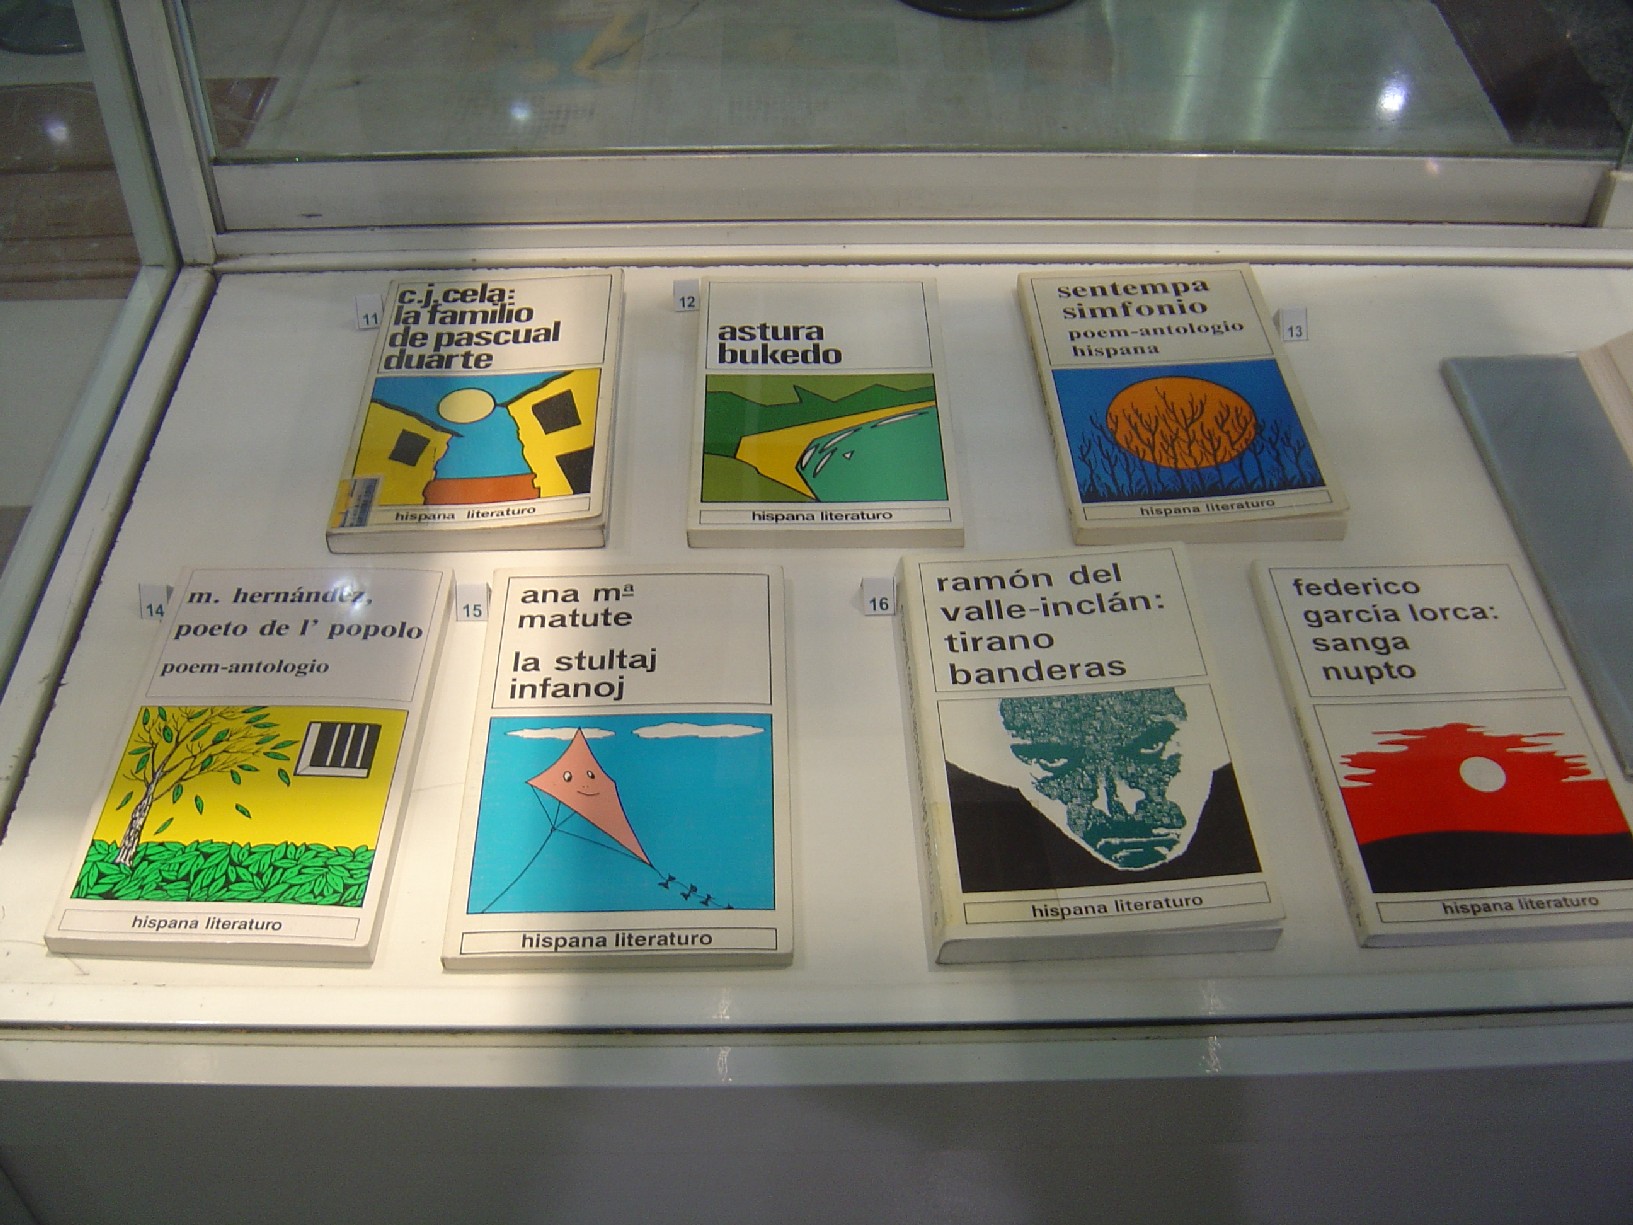 11
c.j.cela:
la familio
de pascual
duarte
hispana literaturo
12
astura
bukedo
hispana literaturo
sentempa
simfonio
poem-antologio
hispana
hispana literaturo
13
14
m. hernández,
poeto de l' popolo
poem-antologio
hispana literaturo
15
ana mª
matute
la stultaj
infanoj
hispana literaturo
16
ramón del
valle-inclán:
tirano
banderas
hispana literaturo
federico
garcía lorca:
sanga
nupto
hispana literaturo